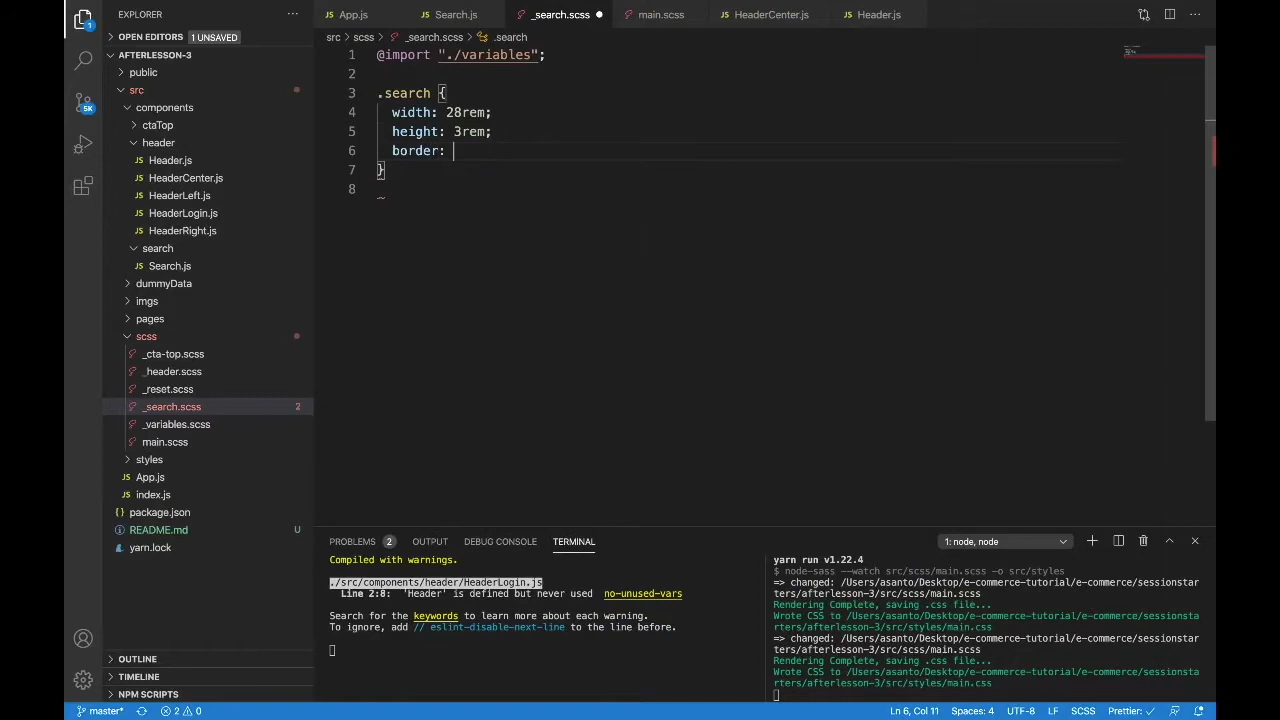 EXPLORER
App.js
Search.js
_search.scss
main.scss
HeaderCenter.js
Header.js
OPEN EDITORS 1 UNSAVED
src > scss > _search.scss > .search
AFTERLESSON-3
public
src
components
ctaTop
header
Header.js
HeaderCenter.js
HeaderLeft.js
HeaderLogin.js
HeaderRight.js
search
Search.js
dummyData
imgs
pages
scss
_cta-top.scss
_header.scss
_reset.scss
_search.scss 2
_variables.scss
main.scss
styles
App.js
index.js
package.json
README.md U
yarn.lock
OUTLINE
TIMELINE
NPM SCRIPTS
1 @import "./variables";
2
3 .search {
4 width: 28rem;
5 height: 3rem;
6 border:
7 }
8
PROBLEMS 2 OUTPUT DEBUG CONSOLE TERMINAL 1: node, node
Compiled with warnings.
./src/components/header/HeaderLogin.js
Line 2:8: 'Header' is defined but never used no-unused-vars
Search for the keywords to learn more about each warning.
To ignore, add // eslint-disable-next-line to the line before.
yarn run v1.22.4
$ node-sass --watch src/scss/main.scss -o src/styles
=> changed: /Users/asanto/Desktop/e-commerce-tutorial/e-commerce/sessionstar
ters/afterlesson-3/src/scss/main.scss
Rendering Complete, saving .css file...
Wrote CSS to /Users/asanto/Desktop/e-commerce-tutorial/e-commerce/sessionsta
rters/afterlesson-3/src/styles/main.css
=> changed: /Users/asanto/Desktop/e-commerce-tutorial/e-commerce/sessionstar
ters/afterlesson-3/src/scss/main.scss
Rendering Complete, saving .css file...
Wrote CSS to /Users/asanto/Desktop/e-commerce-tutorial/e-commerce/sessionsta
rters/afterlesson-3/src/styles/main.css
1
5K
master* 2 0 Ln 6, Col 11 Spaces: 4 UTF-8 LF SCSS Prettier: ✓